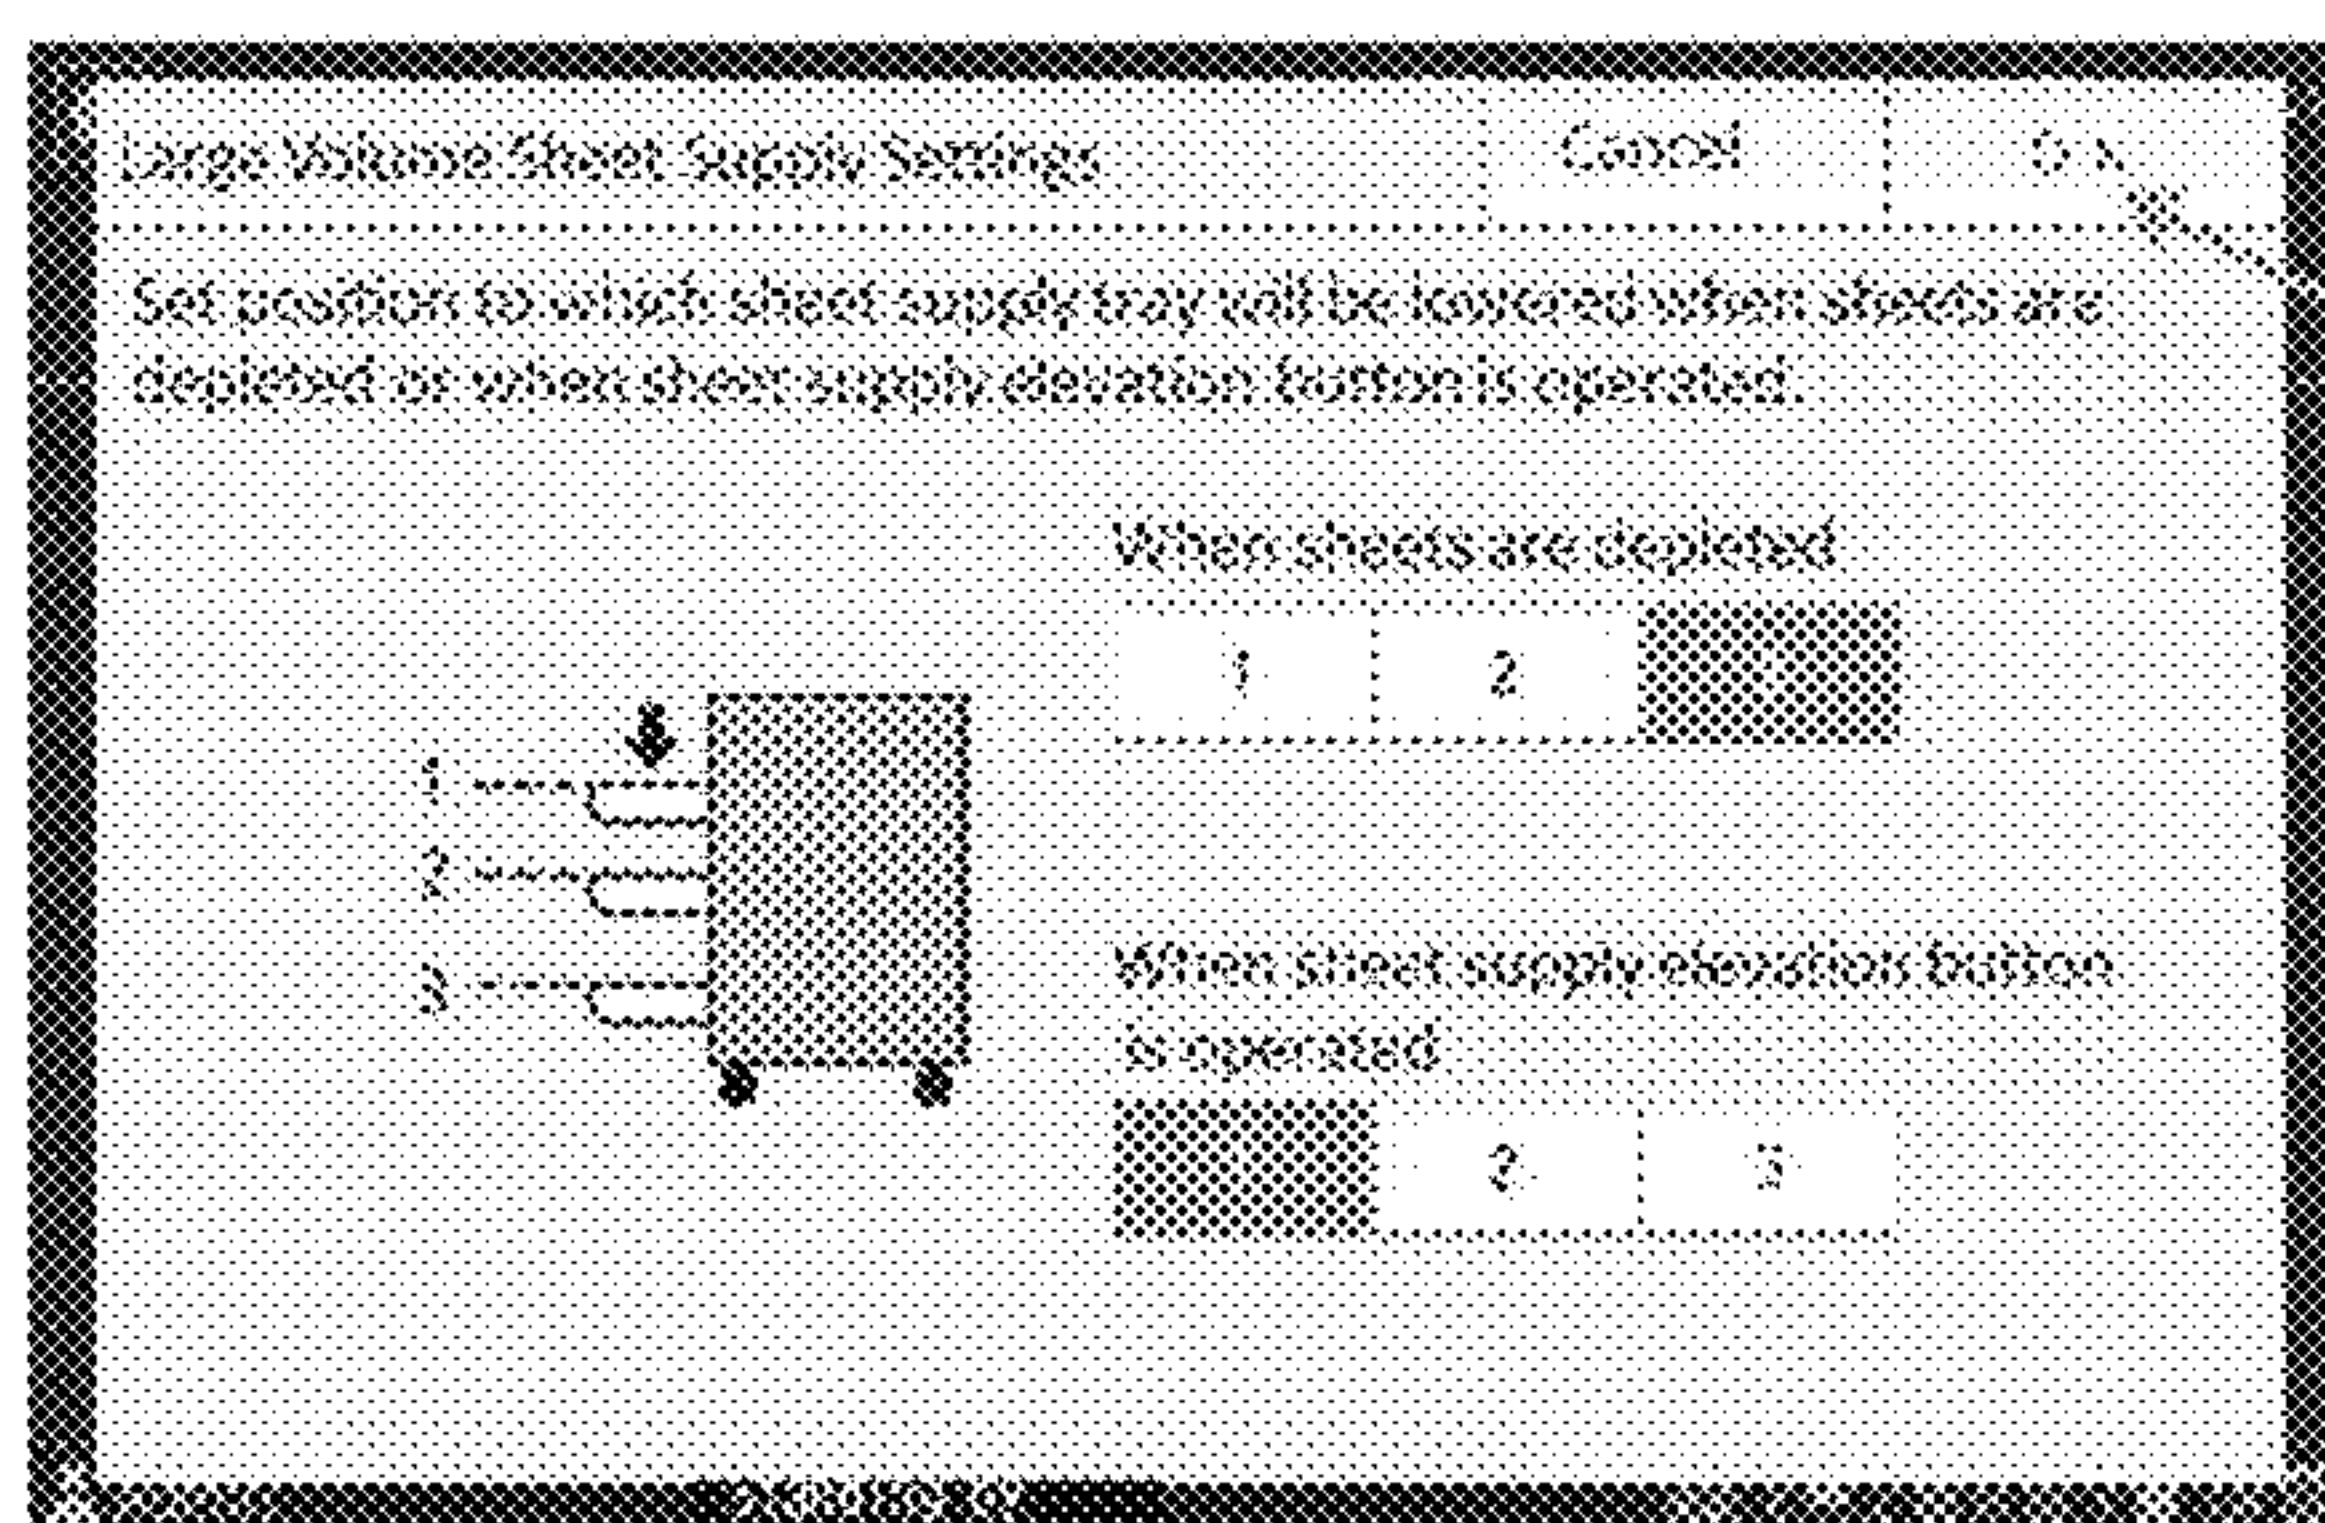 Large Volume Sheet Supply Settings
Cancel
Set position to which sheet supply tray will be lowered when sheets are
depleted or when sheet supply elevation button is operated.
When sheets are depleted
1 2
1
2
3
When sheet supply elevation button
is operated
2 3